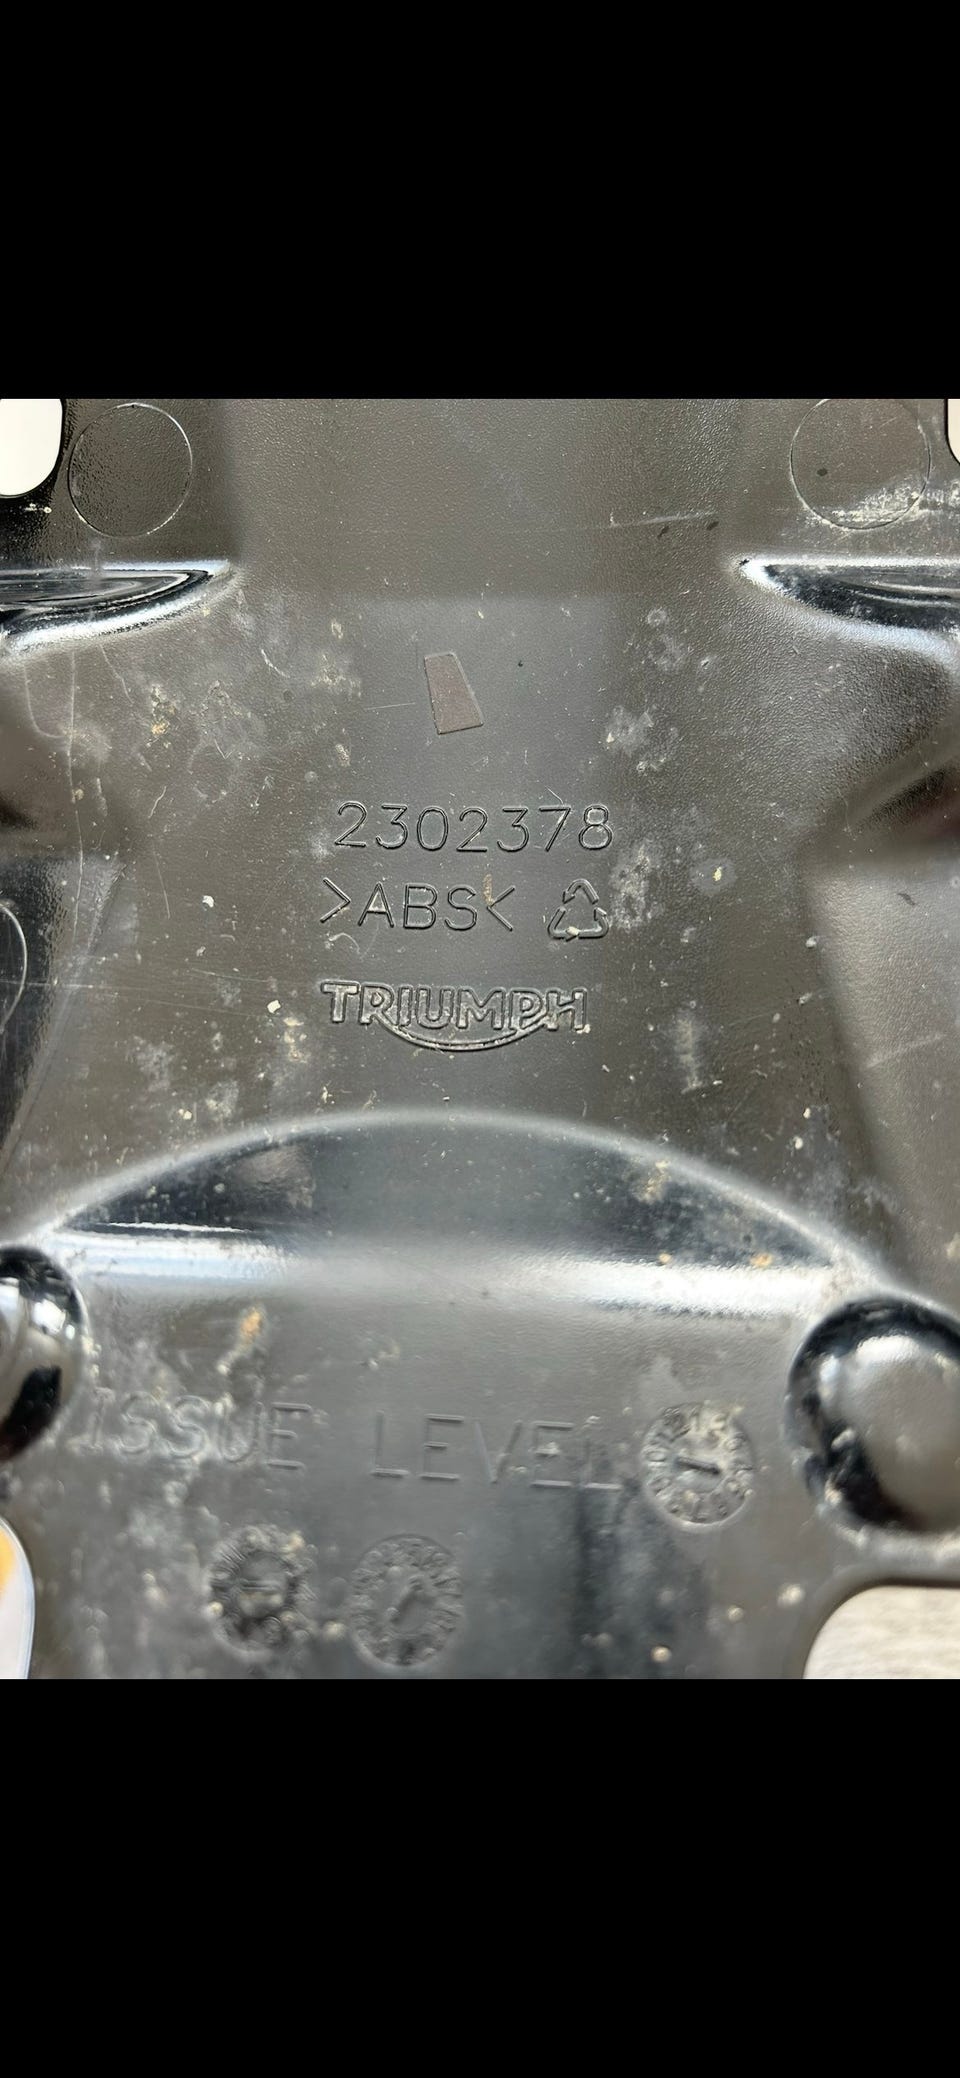 2302378
>ABS<
TRIUMPH
ISSUE LEVEL